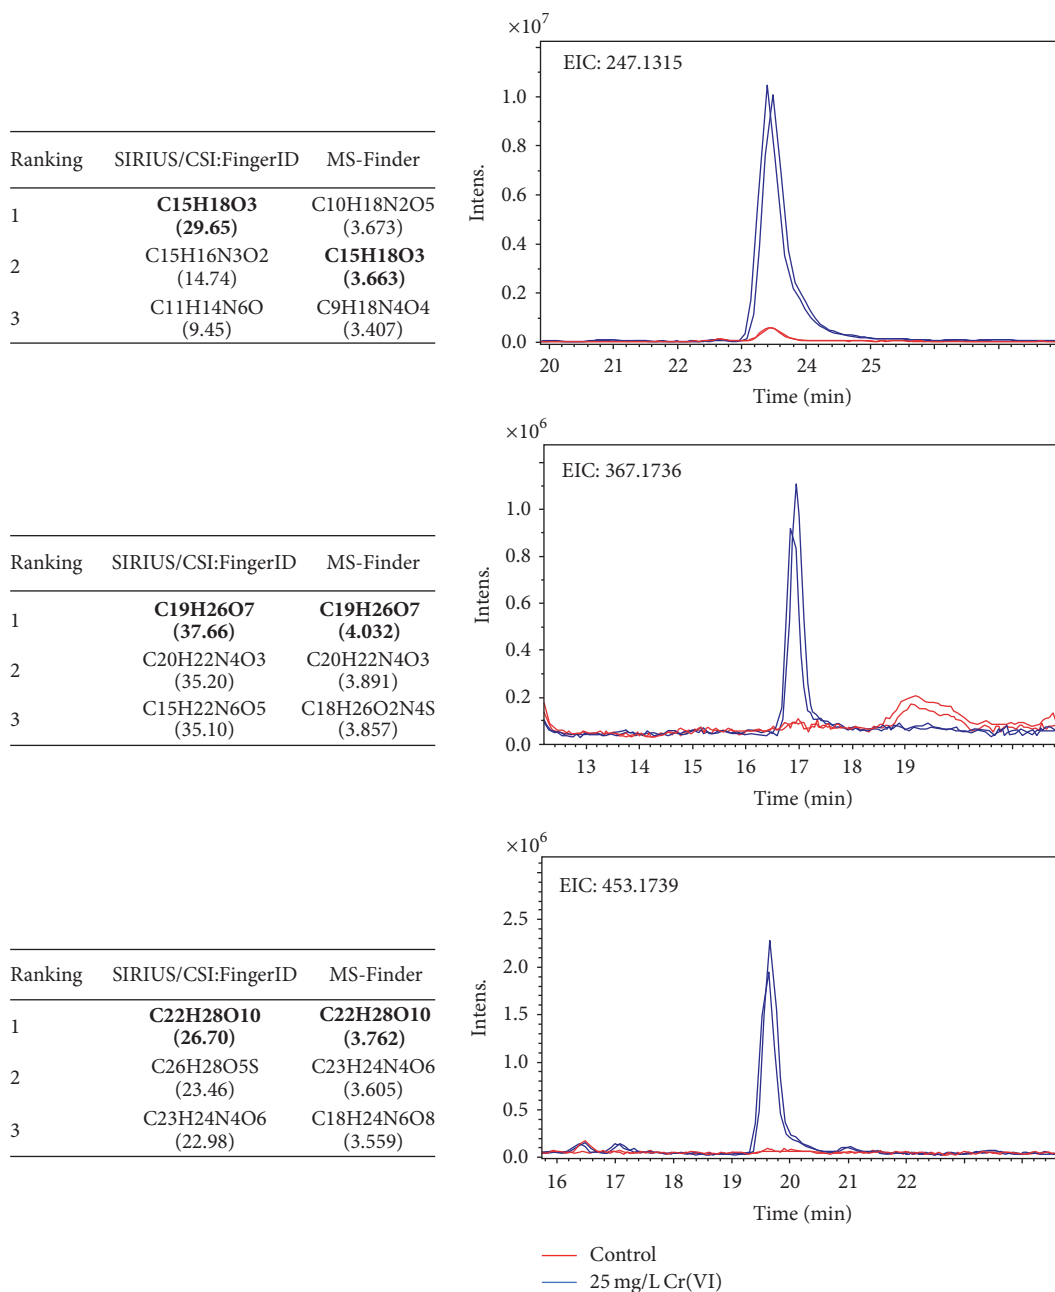 Ranking SIRIUS/CSI:FingerID MS-Finder
1 C15H18O3 C10H18N2O5
(29.65) (3.673)
2 C15H16N3O2 C15H18O3
(14.74) (3.663)
3 C11H14N6O C9H18N4O4
(9.45) (3.407)
×10^7
EIC: 247.1315
1.0
0.8
0.6
0.4
0.2
0.0
Intens.
20 21 22 23 24 25
Time (min)
Ranking SIRIUS/CSI:FingerID MS-Finder
1 C19H26O7 C19H26O7
(37.66) (4.032)
2 C20H22N4O3 C20H22N4O3
(35.20) (3.891)
3 C15H22N6O5 C18H26O2N4S
(35.10) (3.857)
×10^6
EIC: 367.1736
1.0
0.8
0.6
0.4
0.2
0.0
Intens.
13 14 15 16 17 18 19
Time (min)
Ranking SIRIUS/CSI:FingerID MS-Finder
1 C22H28O10 C22H28O10
(26.70) (3.762)
2 C26H28O5S C23H24N4O6
(23.46) (3.605)
3 C23H24N4O6 C18H24N6O8
(22.98) (3.559)
×10^6
EIC: 453.1739
2.5
2.0
1.5
1.0
0.5
0.0
Intens.
16 17 18 19 20 21 22
Time (min)
Control
25 mg/L Cr(VI)